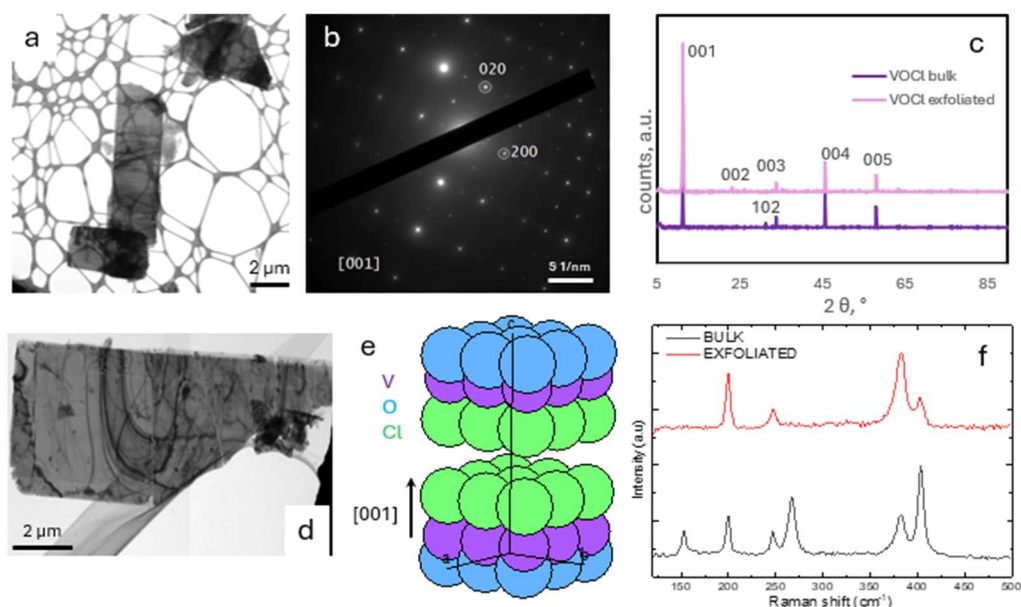 a
2 µm
b
020
200
[001]
5 1/nm
c
001
VOCl bulk
VOCl exfoliated
002
003
004
005
102
counts, a.u.
5
25
45
65
85
2 θ, °
d
2 µm
e
V
O
Cl
[001]
c
a
b
f
BULK
EXFOLIATED
Intensity (a.u)
150
200
250
300
350
400
450
500
Raman shift (cm-1)